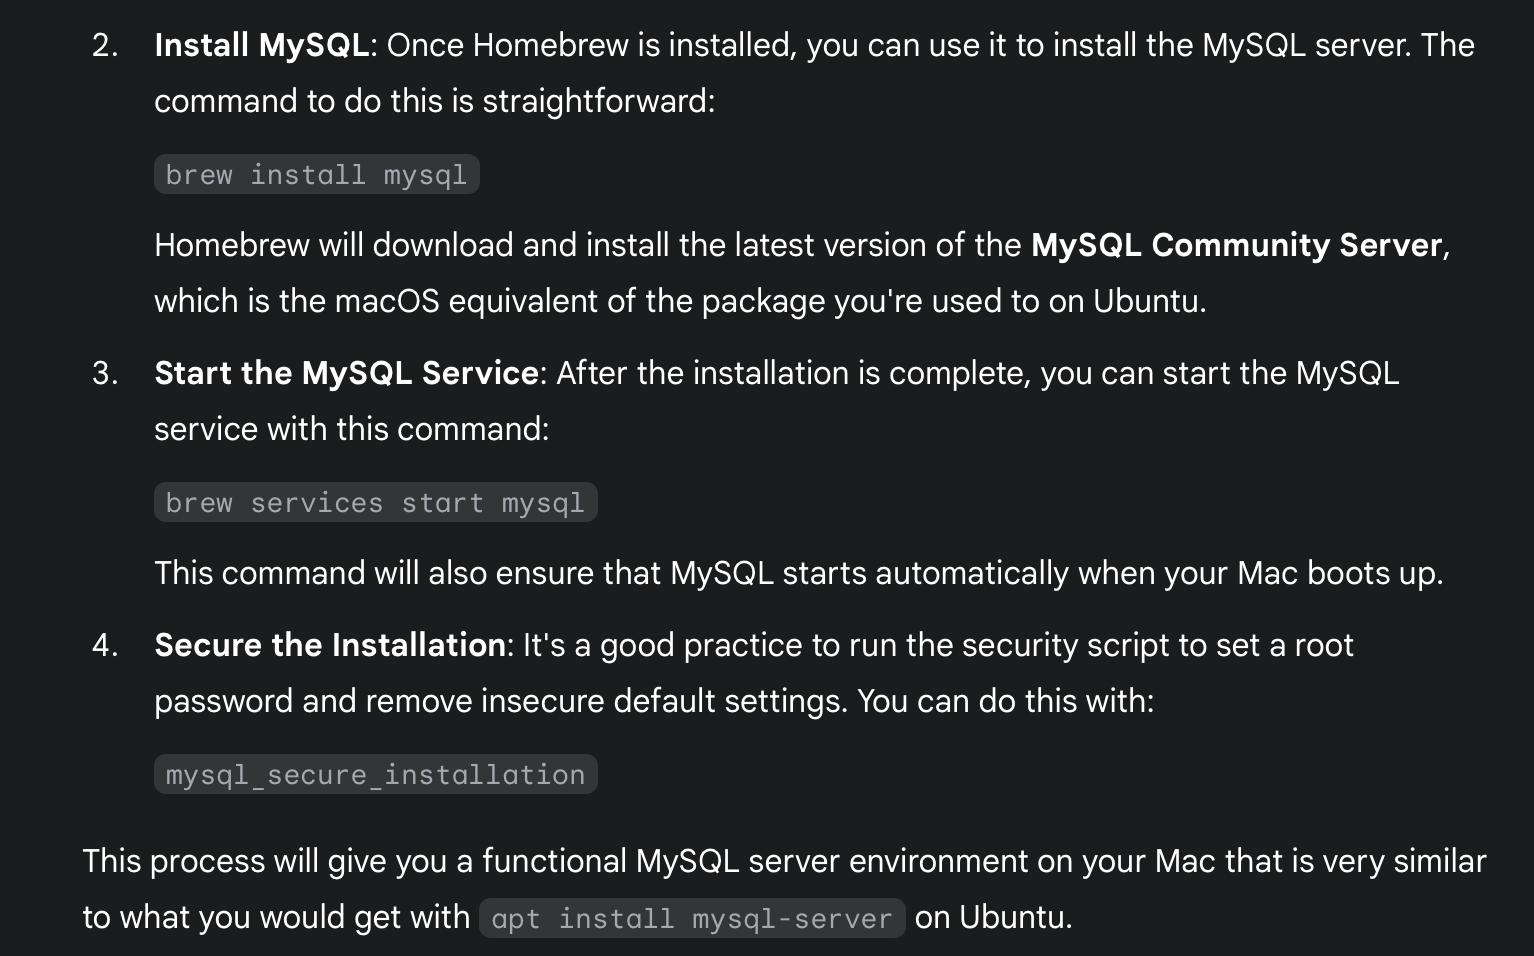 2. Install MySQL: Once Homebrew is installed, you can use it to install the MySQL server. The
command to do this is straightforward:
brew install mysql
Homebrew will download and install the latest version of the MySQL Community Server,
which is the macOS equivalent of the package you're used to on Ubuntu.
3. Start the MySQL Service: After the installation is complete, you can start the MySQL
service with this command:
brew services start mysql
This command will also ensure that MySQL starts automatically when your Mac boots up.
4. Secure the Installation: It's a good practice to run the security script to set a root
password and remove insecure default settings. You can do this with:
mysql_secure_installation
This process will give you a functional MySQL server environment on your Mac that is very similar
to what you would get with apt install mysql-server on Ubuntu.